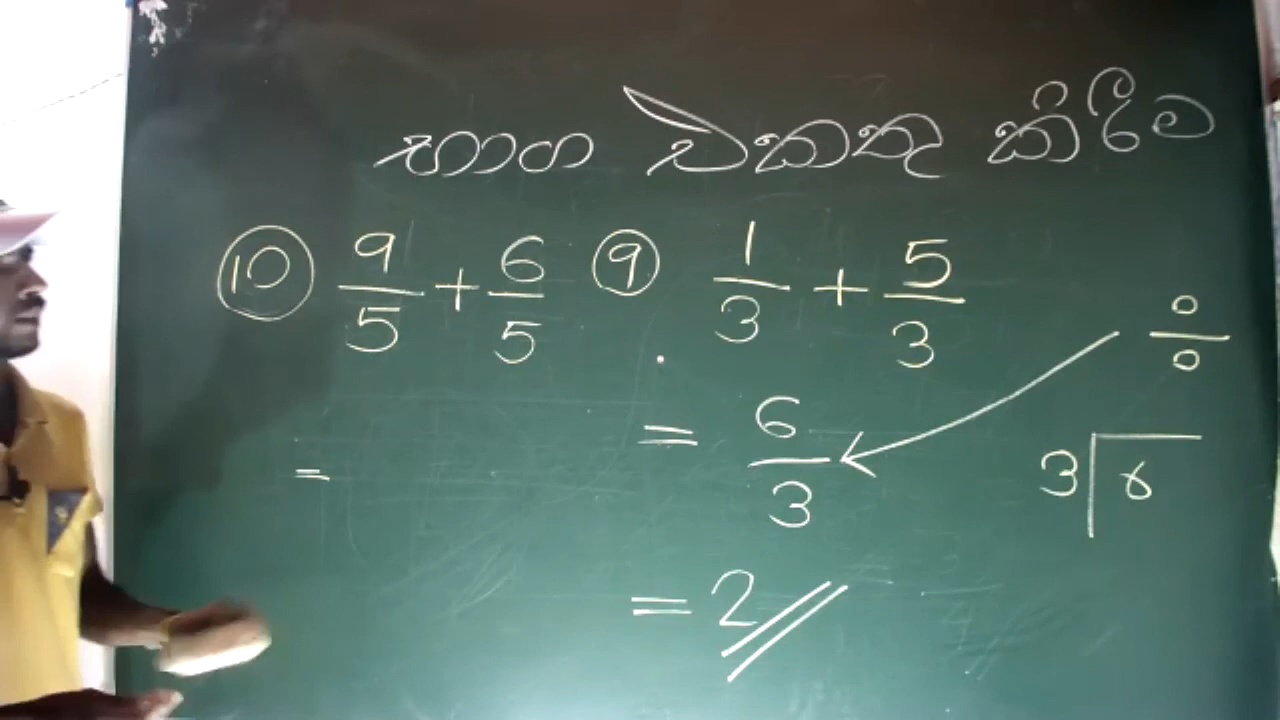 භාග එකතු කිරීම
⑩ 9/5 + 6/5
=
⑨ 1/3 + 5/3
= 6/3
= 2//
÷
3 6